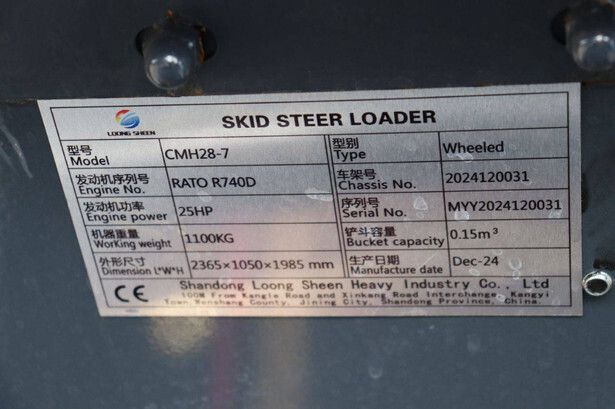 LOONG SHEEN
SKID STEER LOADER
型号 Model CMH28-7 型别 Type Wheeled
发动机序列号 Engine No. RATO R740D 车架号 Chassis No. 2024120031
发动机功率 Engine power 25HP 序列号 Serial No. MYY2024120031
机器重量 Working weight 1100KG 铲斗容量 Bucket capacity 0.15m³
外形尺寸 Dimension L*W*H 2365×1050×1985 mm 生产日期 Manufacture date Dec-24
CE Shandong Loong Sheen Heavy Industry Co., Ltd
100M From Kangle Road and Xinkang Road Interchange, Kangyi
Town, Wenshang County, Jining City, Shandong Province, China.